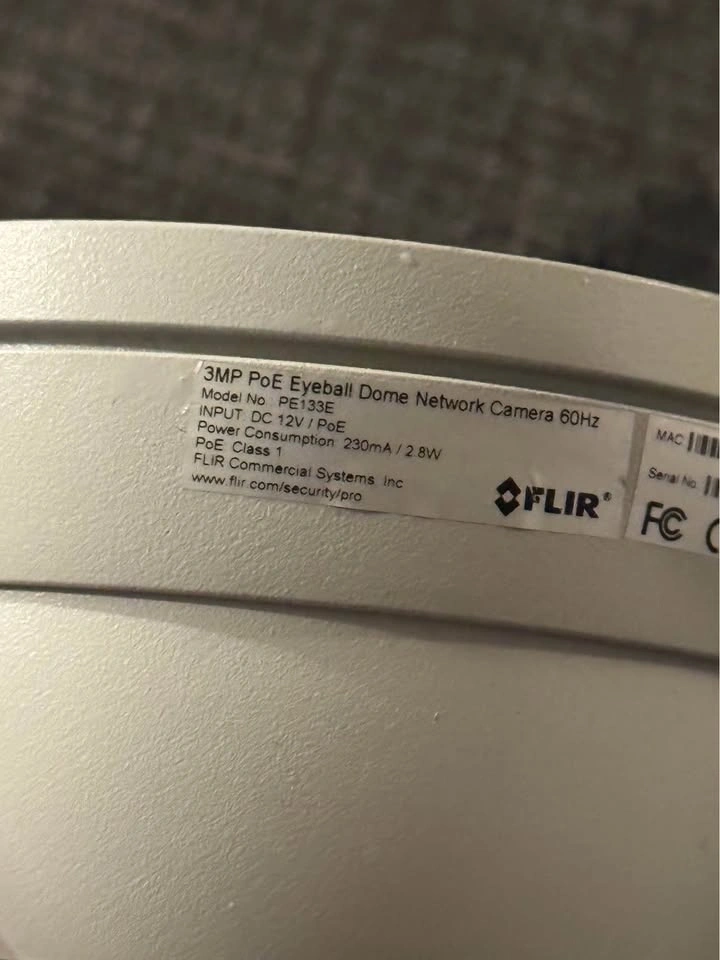 3MP PoE Eyeball Dome Network Camera 60Hz
Model No. PE133E
INPUT: DC 12V / PoE
Power Consumption: 230mA / 2.8W
PoE: Class 1
FLIR Commercial Systems, Inc
www.flir.com/security/pro
FLIR®
MAC
Serial No.
FC